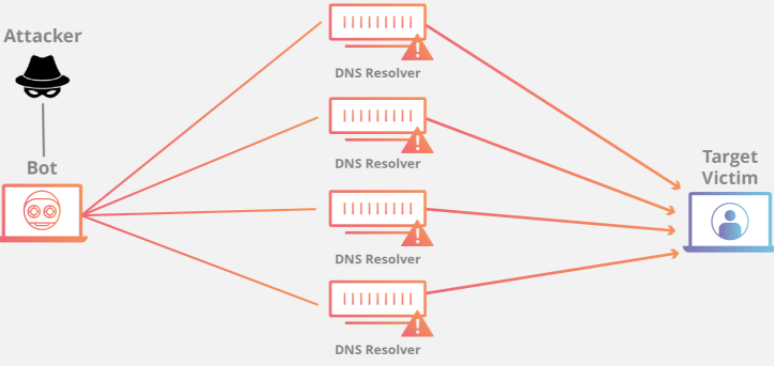 Attacker
Bot
DNS Resolver
DNS Resolver
DNS Resolver
DNS Resolver
Target
Victim